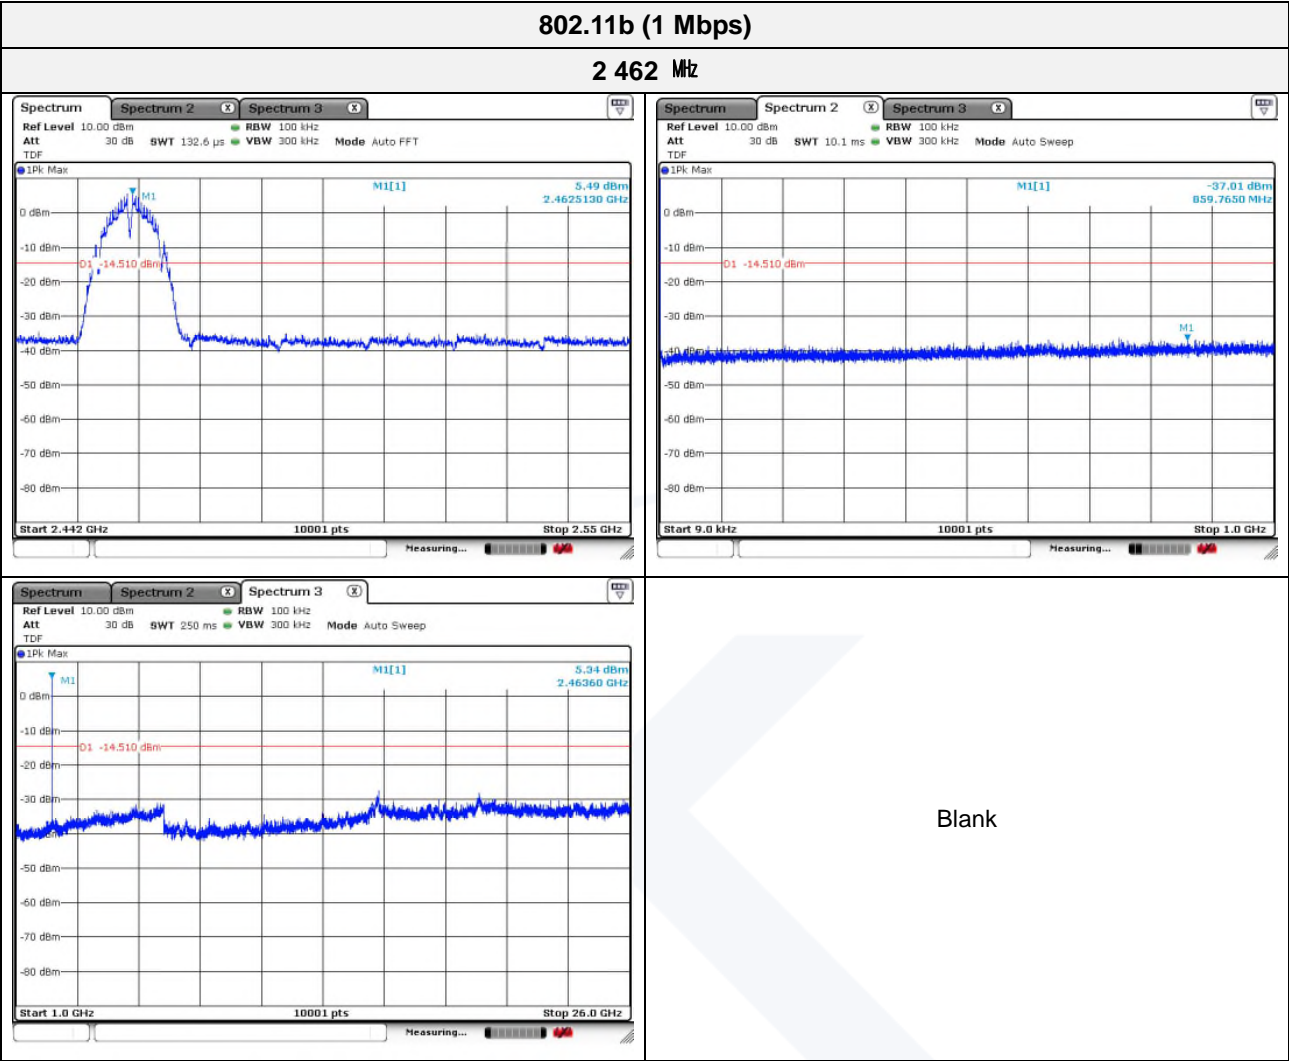 802.11b (1 Mbps)
2 462 ㎒
Spectrum Spectrum 2 X Spectrum 3 X
Ref Level 10.00 dBm RBW 100 kHz
Att 30 dB SWT 132.6 µs VBW 300 kHz Mode Auto FFT
TDF
1Pk Max
M1[1] 5.49 dBm
2.4625130 GHz
M1
0 dBm
-10 dBm
D1 -14.510 dBm
-20 dBm
-30 dBm
-40 dBm
-50 dBm
-60 dBm
-70 dBm
-80 dBm
Start 2.442 GHz 10001 pts Stop 2.55 GHz
Measuring...
Spectrum Spectrum 2 X Spectrum 3 X
Ref Level 10.00 dBm RBW 100 kHz
Att 30 dB SWT 10.1 ms VBW 300 kHz Mode Auto Sweep
TDF
1Pk Max
M1[1] -37.01 dBm
859.7650 MHz
0 dBm
-10 dBm
D1 -14.510 dBm
-20 dBm
-30 dBm
M1
-40 dBm
-50 dBm
-60 dBm
-70 dBm
-80 dBm
Start 9.0 kHz 10001 pts Stop 1.0 GHz
Measuring...
Spectrum Spectrum 2 X Spectrum 3 X
Ref Level 10.00 dBm RBW 100 kHz
Att 30 dB SWT 250 ms VBW 300 kHz Mode Auto Sweep
TDF
1Pk Max
M1[1] 5.34 dBm
2.46360 GHz
M1
0 dBm
-10 dBm
D1 -14.510 dBm
-20 dBm
-30 dBm
-50 dBm
-60 dBm
-70 dBm
-80 dBm
Start 1.0 GHz 10001 pts Stop 26.0 GHz
Measuring...
Blank